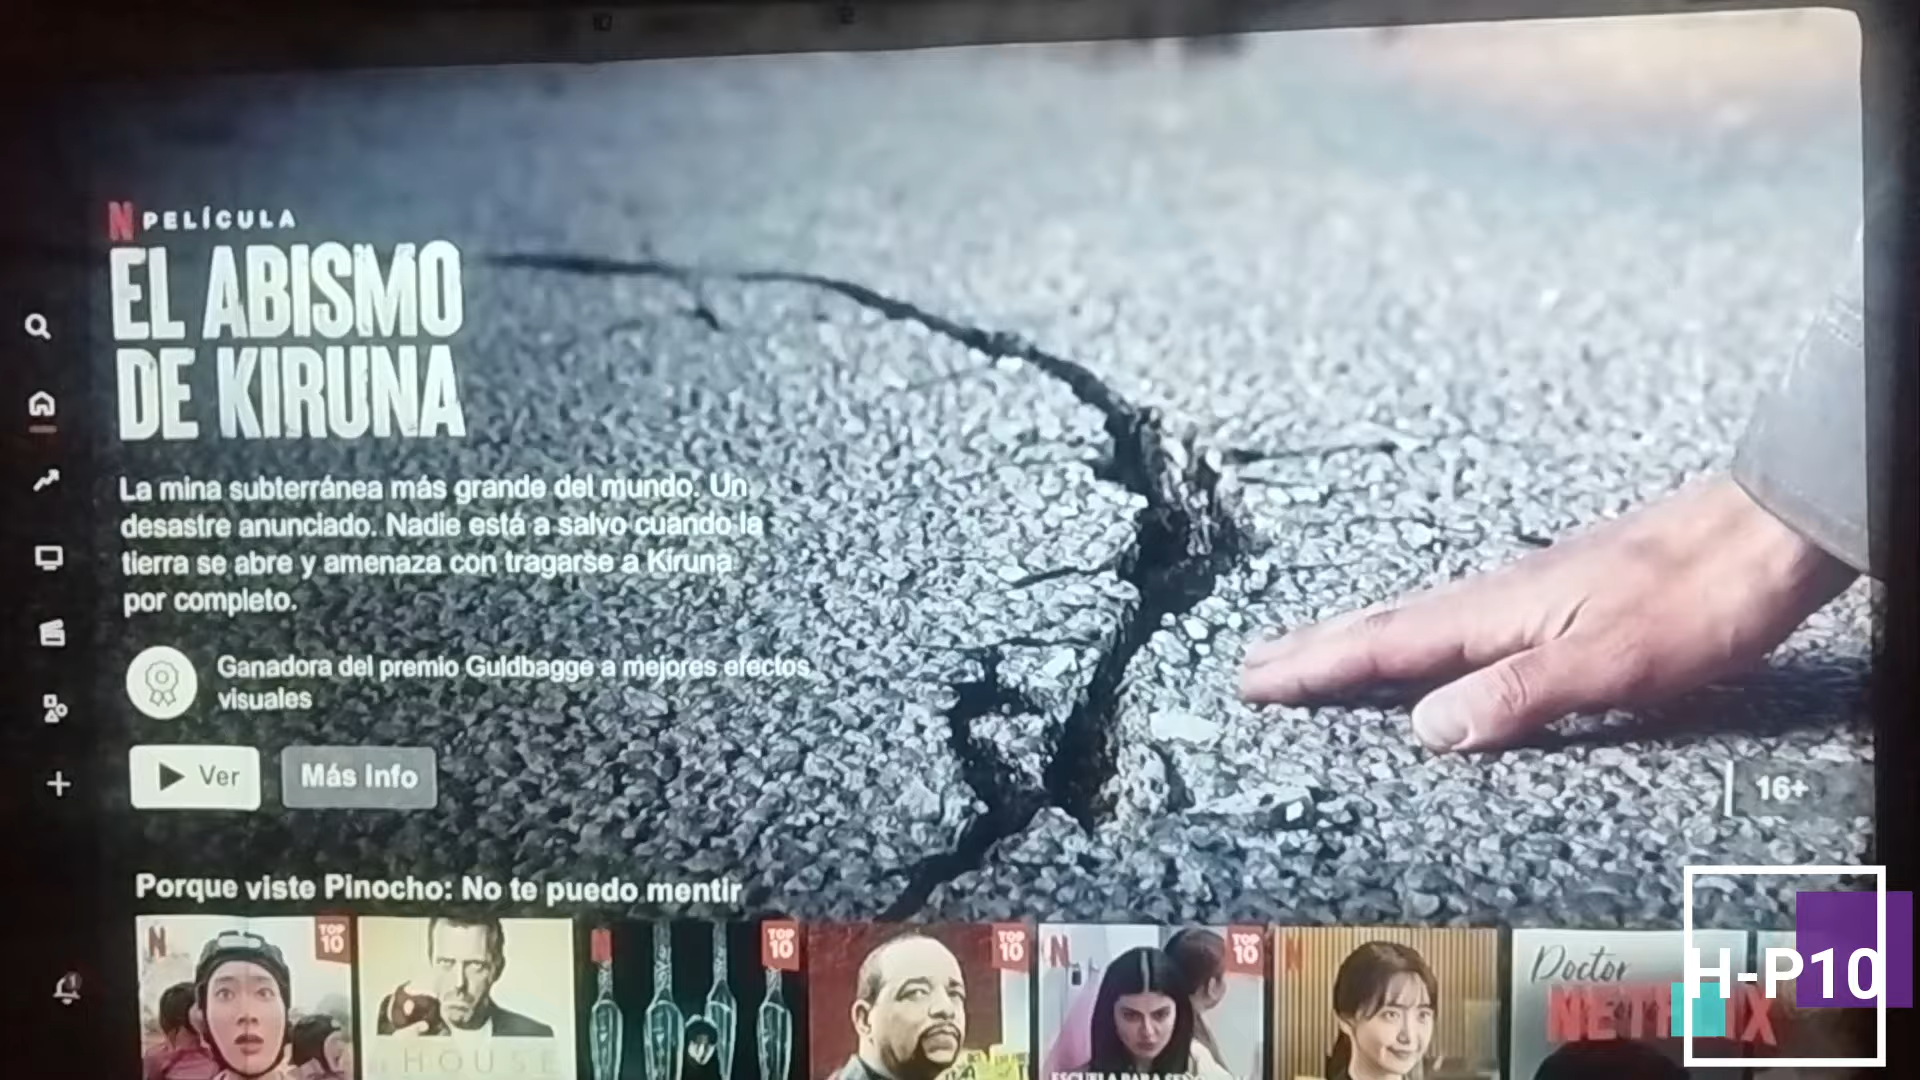 N PELÍCULA
EL ABISMO
DE KIRUNA
La mina subterránea más grande del mundo. Un
desastre anunciado. Nadie está a salvo cuando la
tierra se abre y amenaza con tragarse a Kiruna
por completo.
Ganadora del premio Guldbagge a mejores efectos
visuales
Ver
Más info
16+
Porque viste Pinocho: No te puedo mentir
N
TOP
10
HOUSE
TOP
10
TOP
10
N
TOP
10
N
Doctor
H-P10
NETFLIX